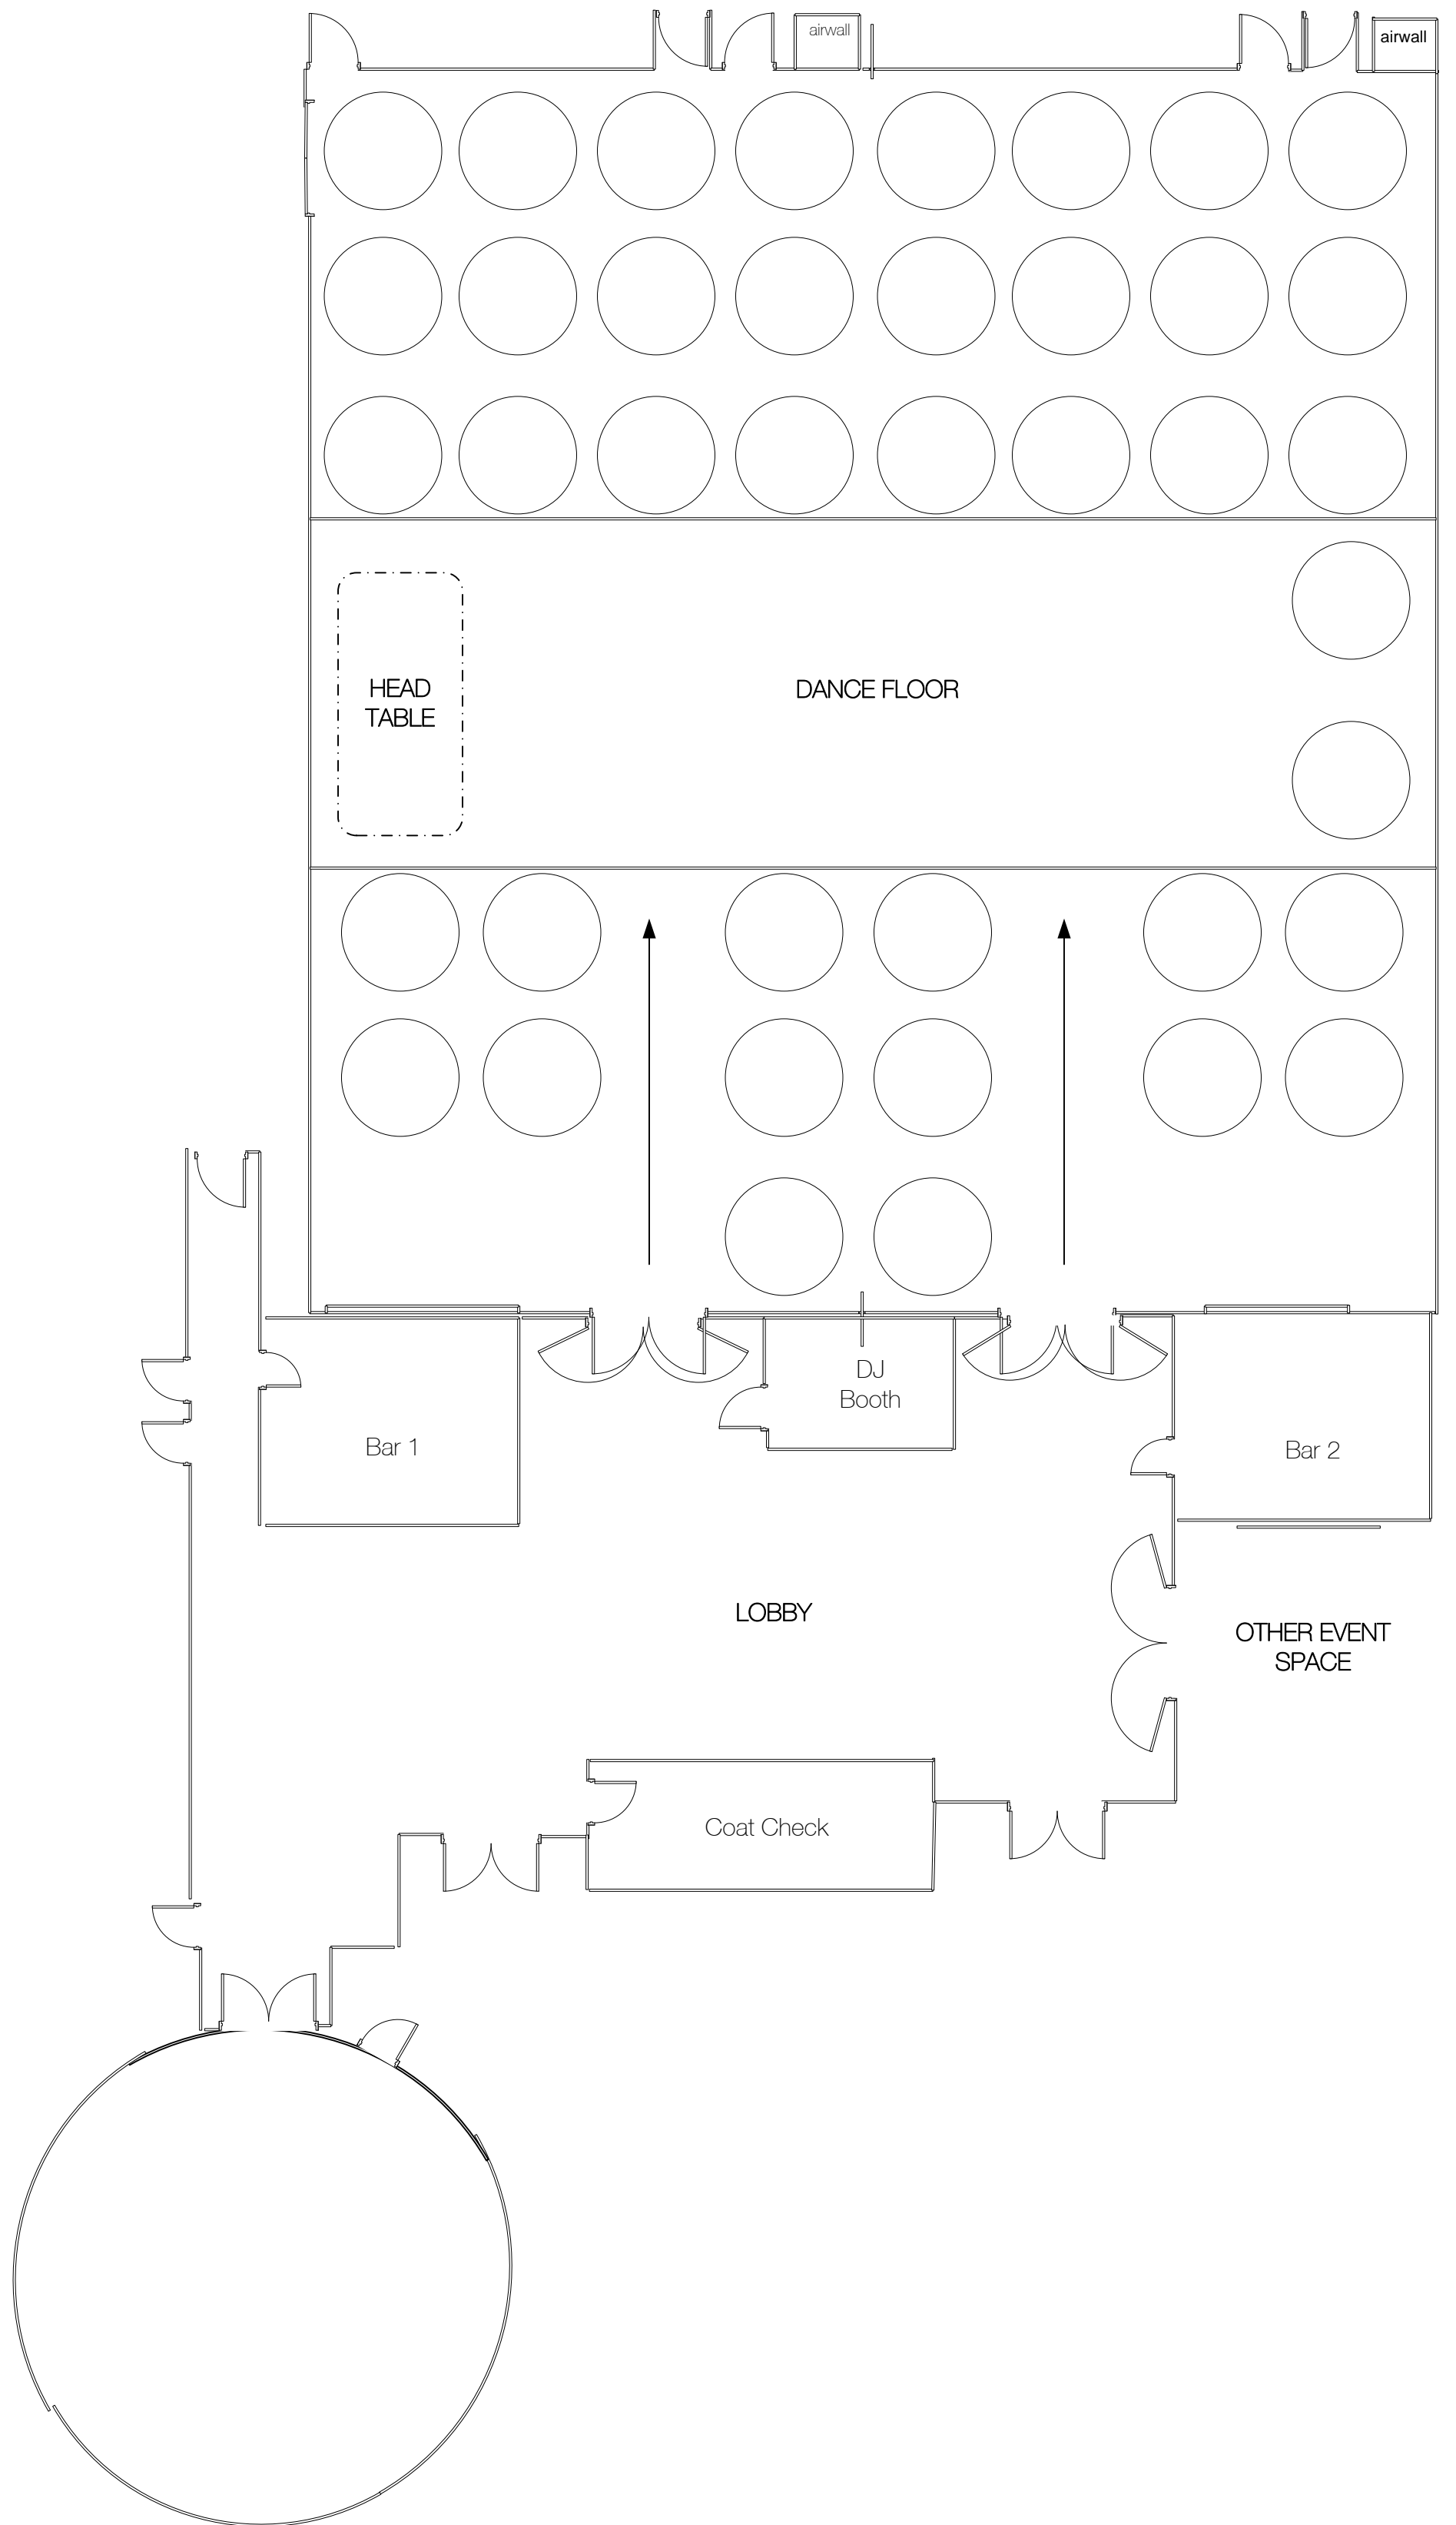 airwall
airwall
HEAD
TABLE
DANCE FLOOR
DJ
Booth
Bar 1
Bar 2
LOBBY
OTHER EVENT
SPACE
Coat Check